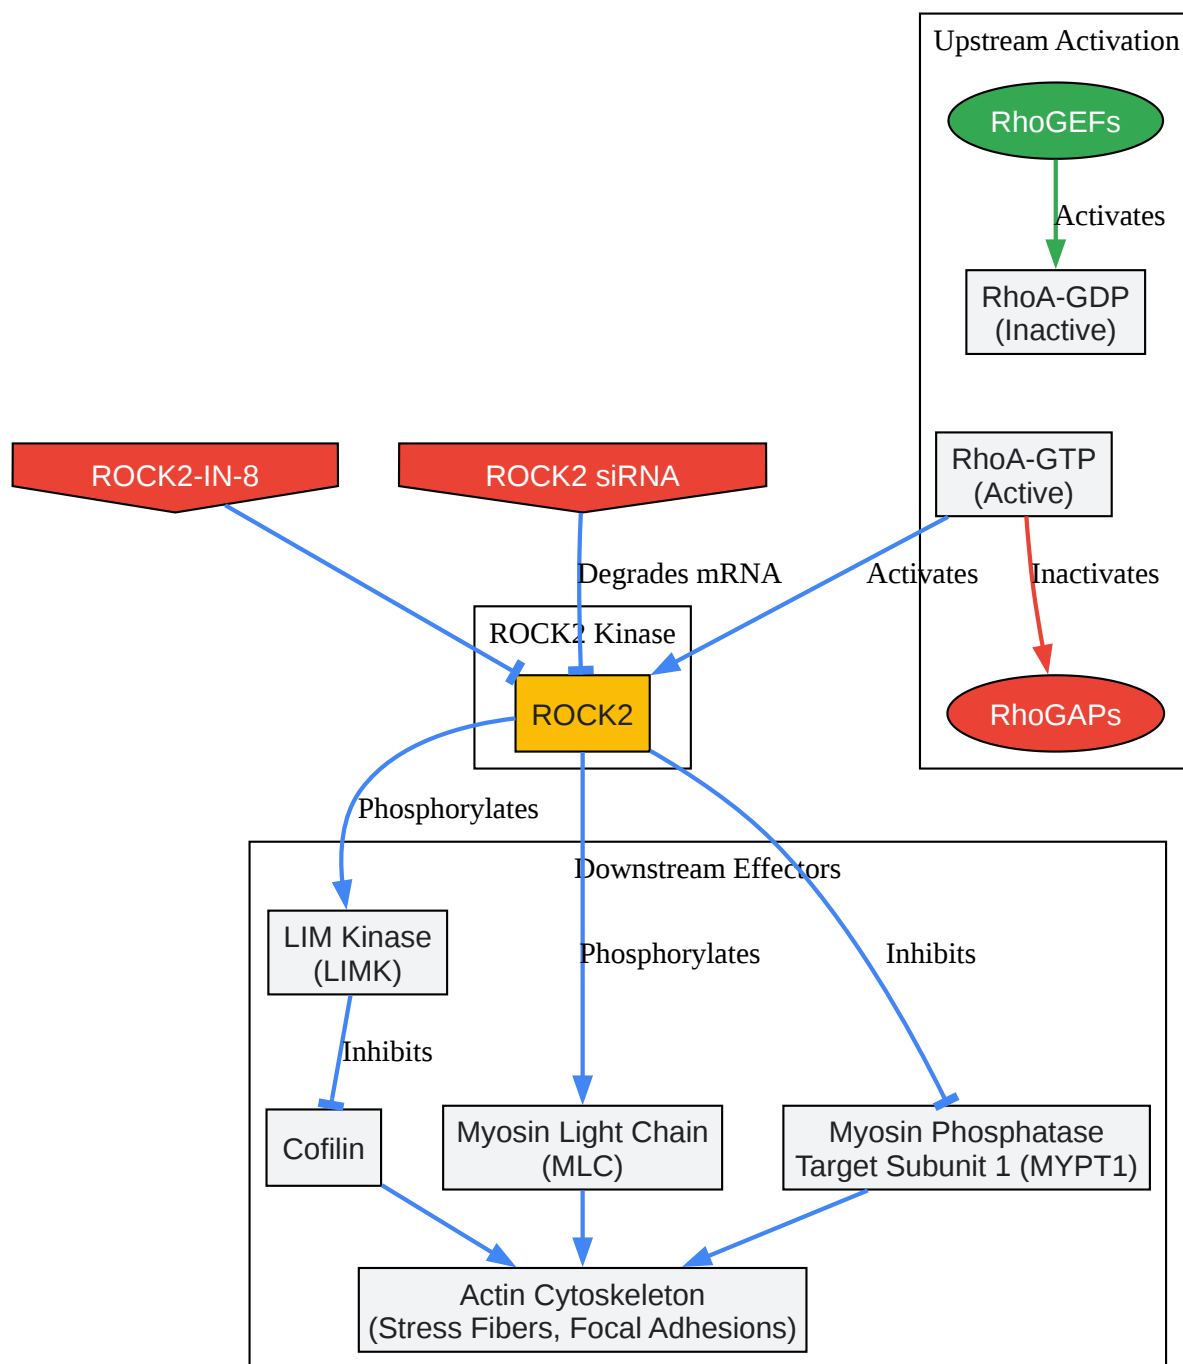 Upstream Activation
RhoGEFs
Activates
RhoA-GDP
(Inactive)
ROCK2-IN-8
ROCK2 siRNA
RhoA-GTP
(Active)
Degrades mRNA
Activates
Inactivates
ROCK2 Kinase
ROCK2
RhoGAPs
Phosphorylates
Downstream Effectors
LIM Kinase
(LIMK)
Phosphorylates
Inhibits
Inhibits
Cofilin
Myosin Light Chain
(MLC)
Myosin Phosphatase
Target Subunit 1 (MYPT1)
Actin Cytoskeleton
(Stress Fibers, Focal Adhesions)